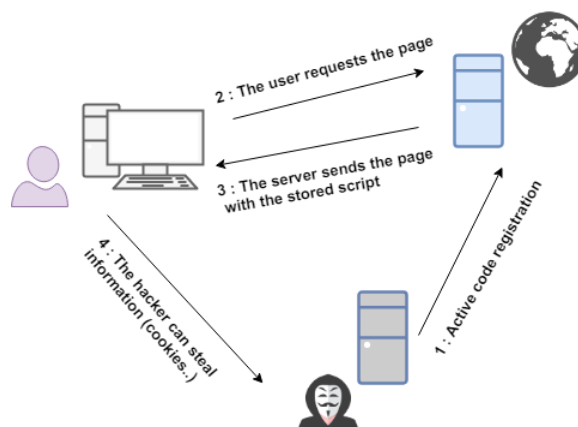 2 : The user requests the page
3 : The server sends the page
with the stored script
4 : The hacker can steal
information (cookies..)
1 : Active code registration